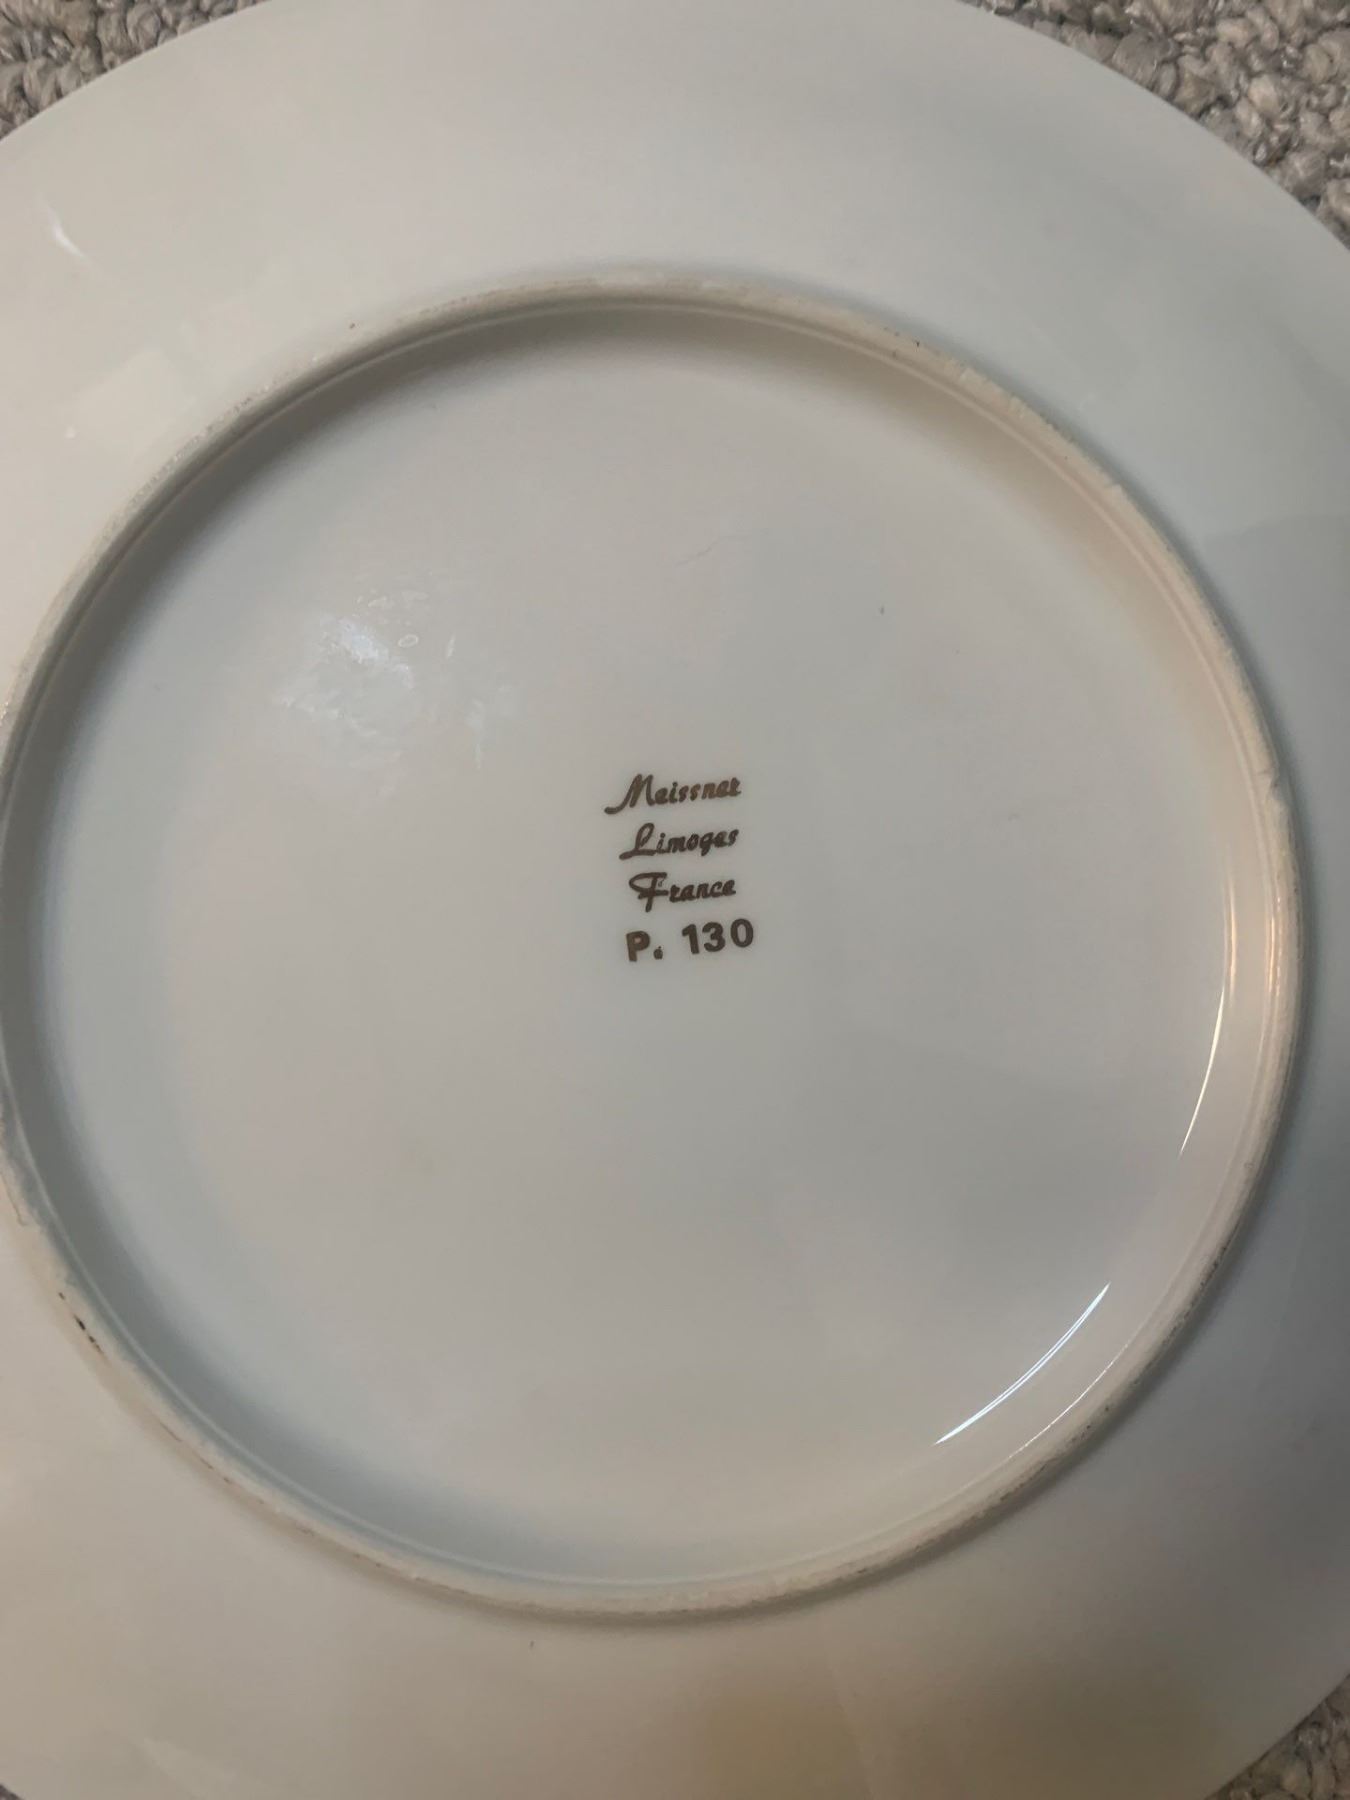 Meissner
Limoges
France
P. 130